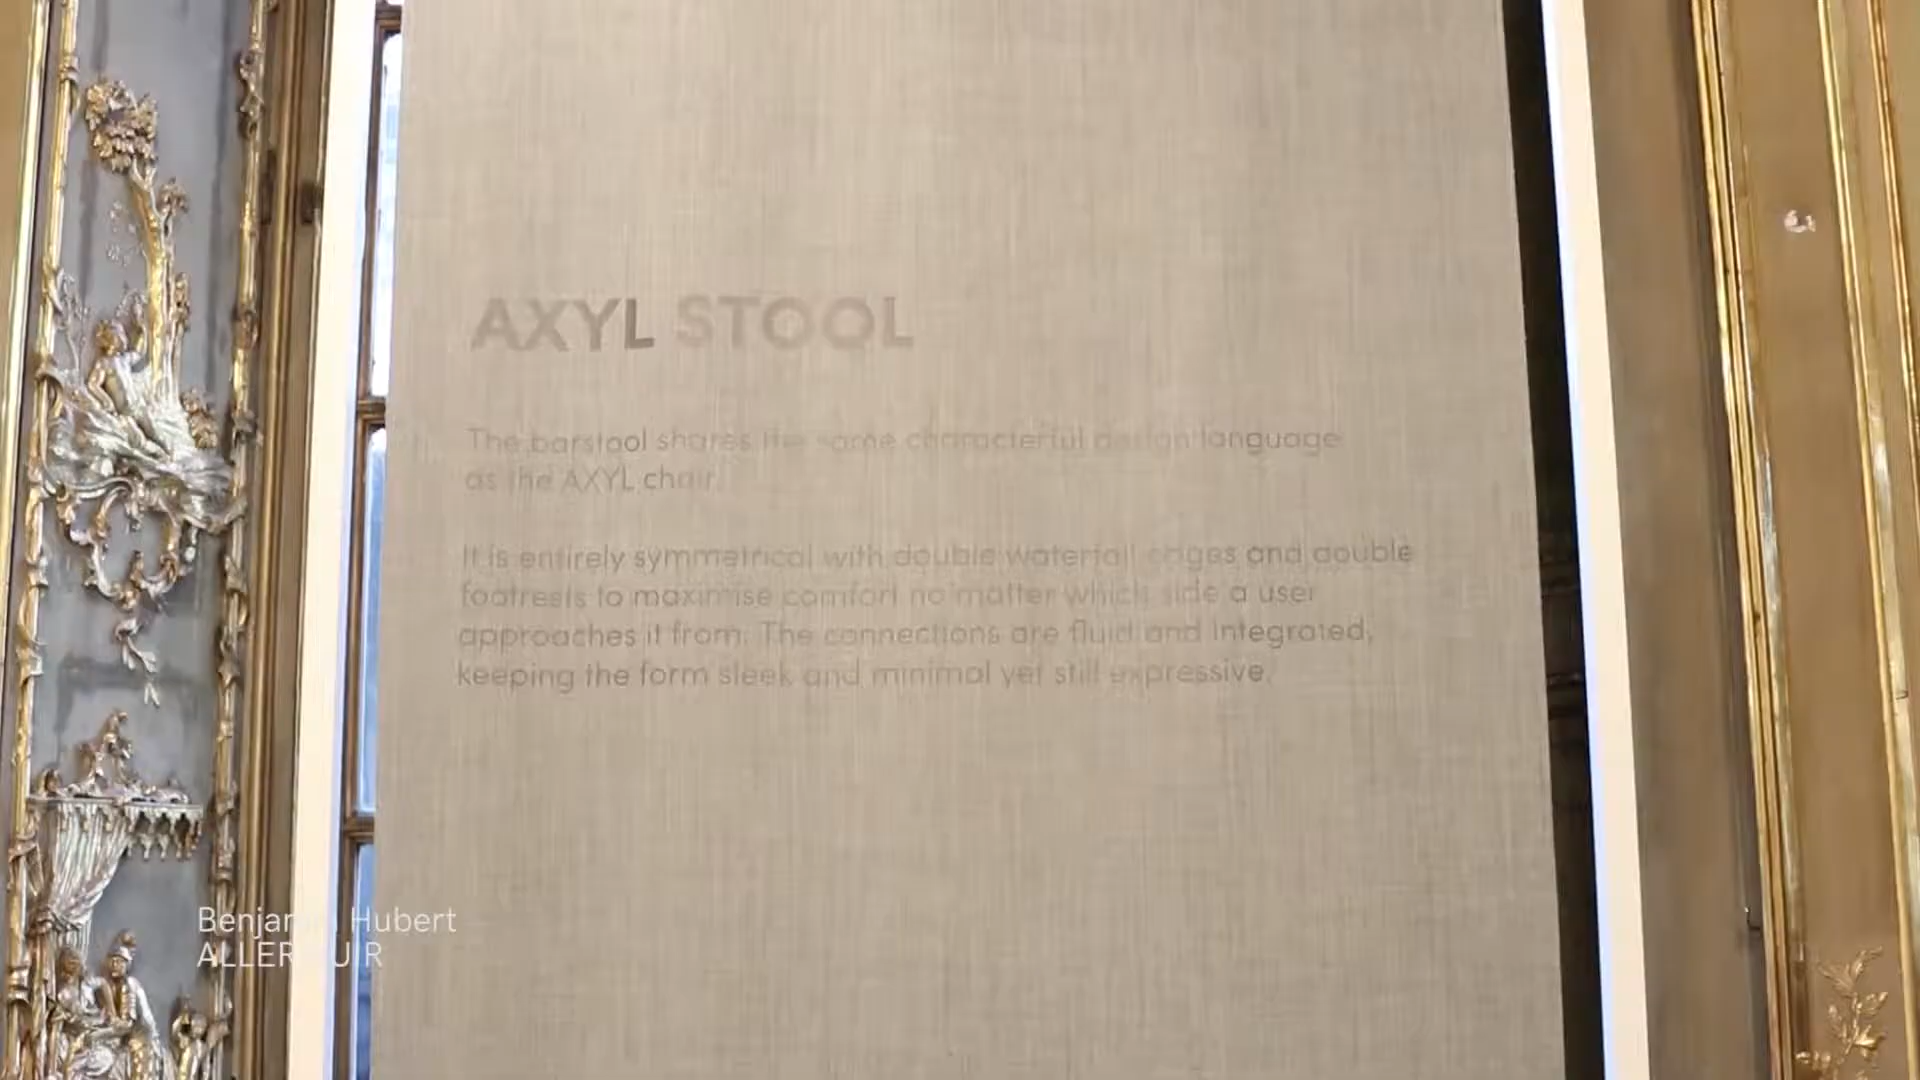 AXYL STOOL
The barstool shares the same characterful design language
as the AXYL chair.
It is entirely symmetrical with double waterfall edges and double
footrests to maximise comfort no matter which side a user
approaches it from. The connections are fluid and integrated,
keeping the form sleek and minimal yet still expressive.
Benjamin Hubert
ALLERMUIR